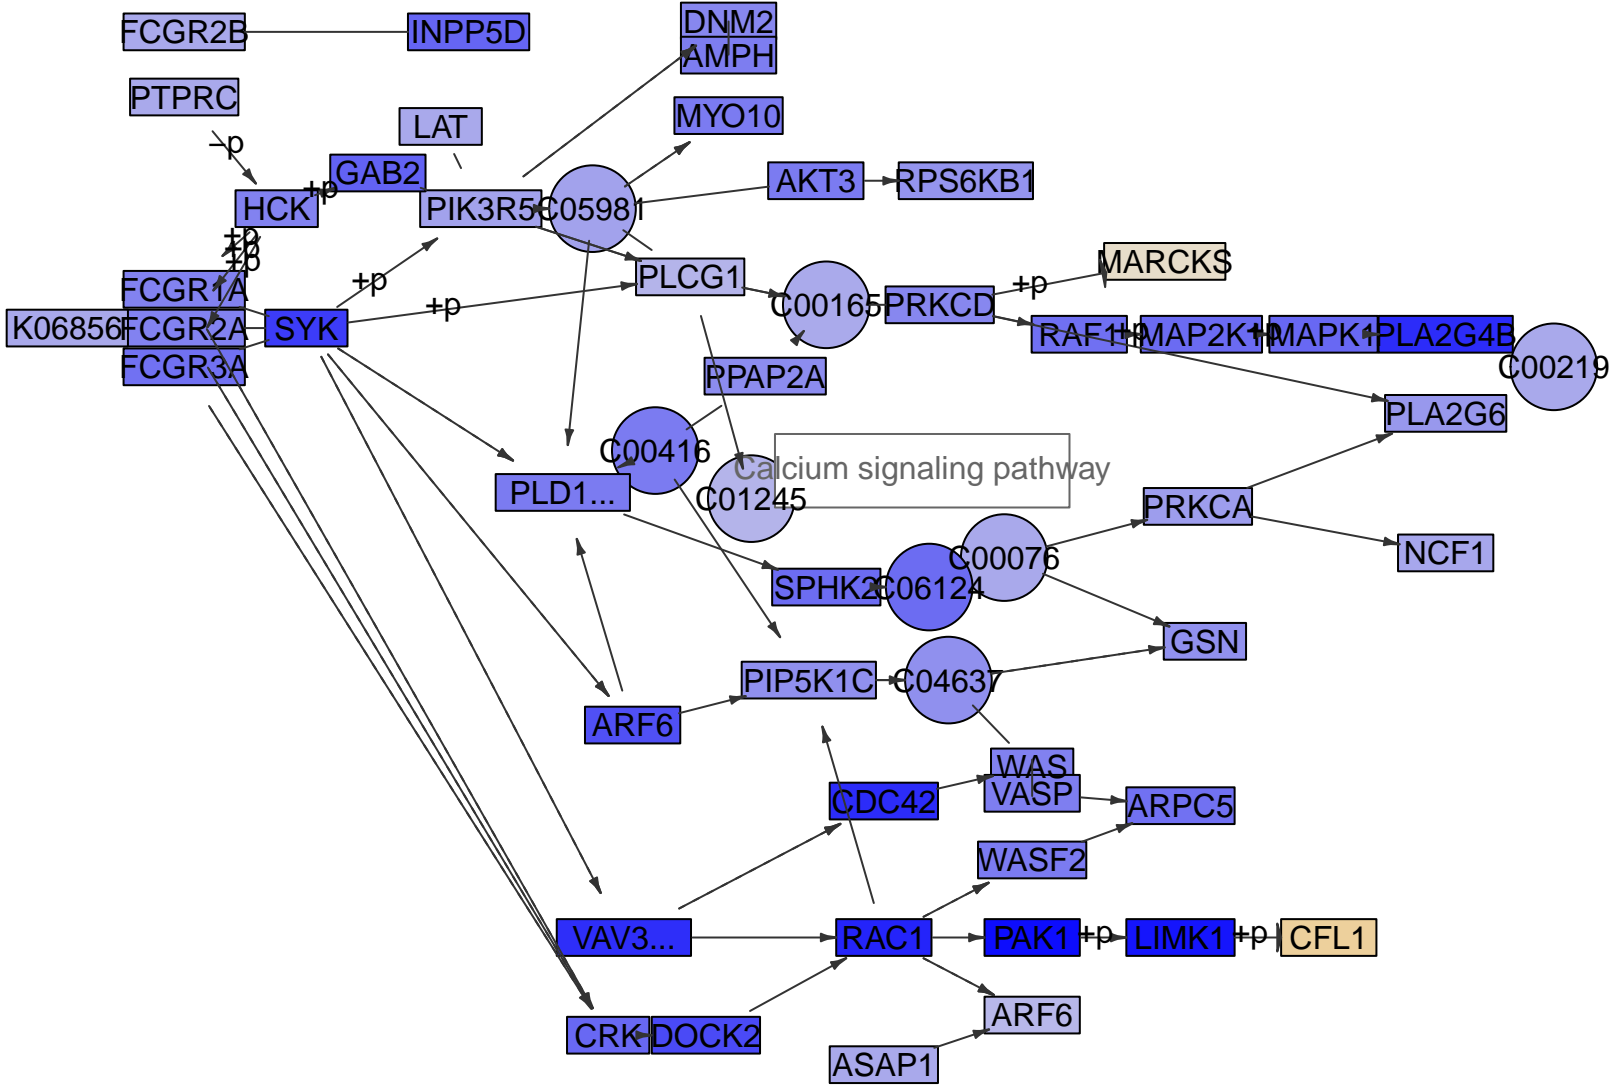 FCGR2B
INPP5D
DNM2
AMPH
PTPRC
LAT
MYO10
–p
GAB2
+p
HCK
PIK3R5
C05981
AKT3
RPS6KB1
+p
+p
+p
MARCKS
FCGR1A
+p
PLCG1
+p
C00165
PRKCD
+p
K06856
FCGR2A
SYK
RAF1
+p
MAP2K1
+p
MAPK1
PLA2G4B
FCGR3A
PPAP2A
C00219
PLA2G6
C00416
Calcium signaling pathway
PLD1...
C01245
PRKCA
C00076
NCF1
SPHK2
C06124
GSN
PIP5K1C
C04637
ARF6
WAS
VASP
CDC42
ARPC5
WASF2
VAV3...
RAC1
PAK1
+p
LIMK1
+p
CFL1
ARF6
CRK
DOCK2
ASAP1